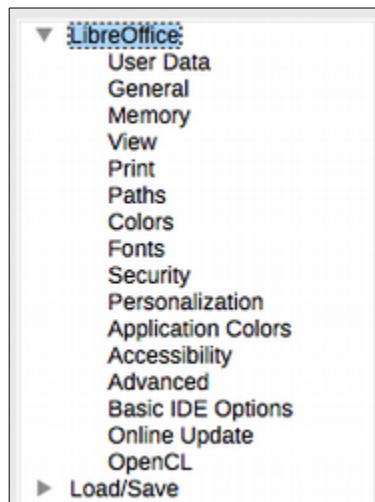 LibreOffice
User Data
General
Memory
View
Print
Paths
Colors
Fonts
Security
Personalization
Application Colors
Accessibility
Advanced
Basic IDE Options
Online Update
OpenCL
Load/Save